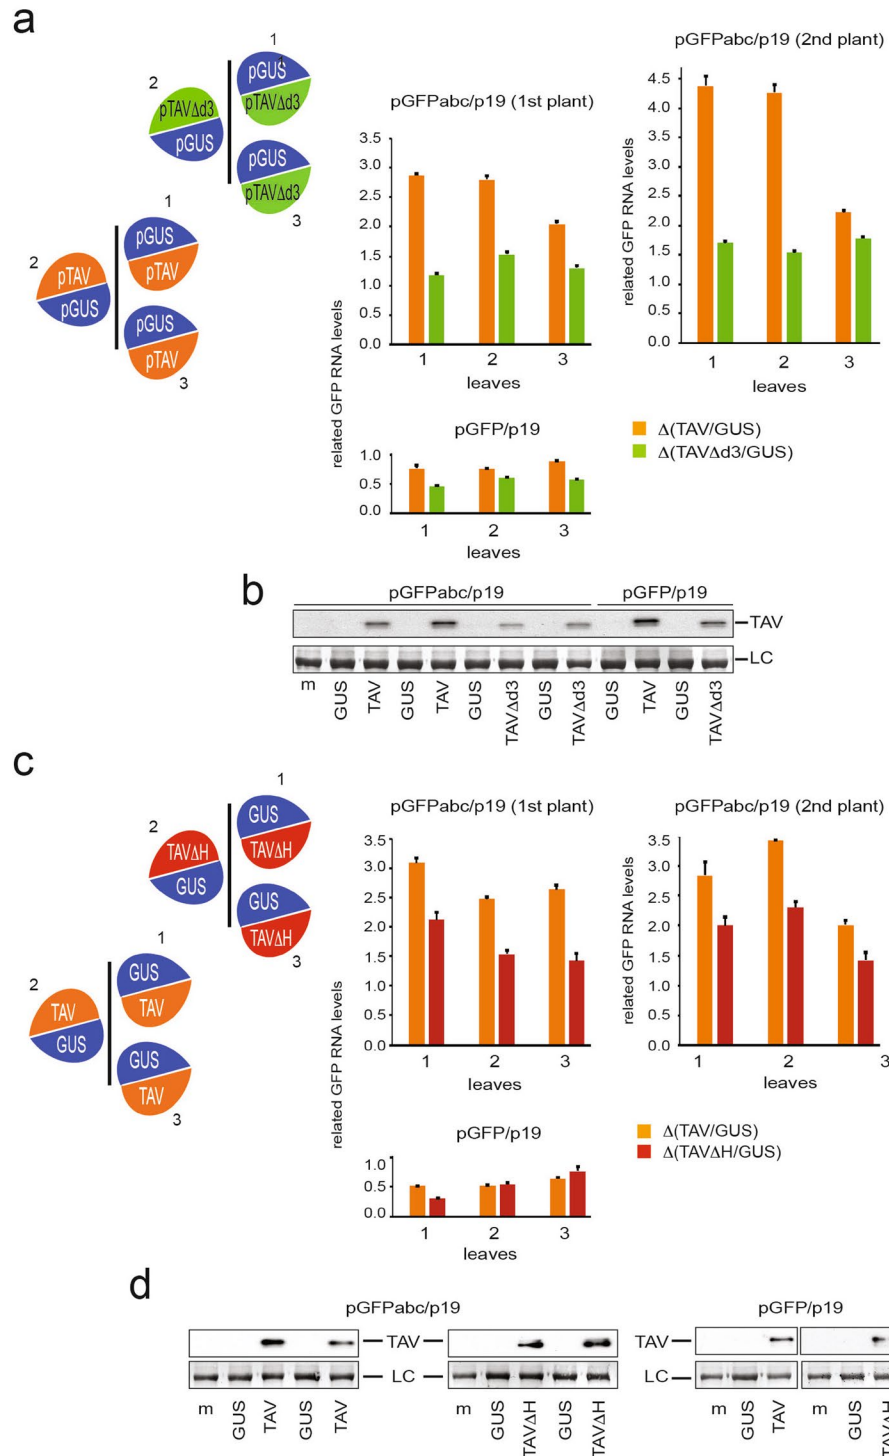 a
1
2
pGUS
1
pTAVΔd3
pTAVΔd3
pGUS
pGUS
pTAVΔd3
3
1
2
pGUS
pTAV
pTAV
pGUS
pGUS
pTAV
3
pGFPabc/p19 (1st plant)
3.5
3.0
2.5
2.0
1.5
1.0
0.5
0.0
1 2 3
leaves
related GFP RNA levels
pGFPabc/p19 (2nd plant)
4.5
4.0
3.5
3.0
2.5
2.0
1.5
1.0
0.5
0.0
1 2 3
leaves
related GFP RNA levels
pGFP/p19
1.0
0.5
0.0
1 2 3
leaves
Δ(TAV/GUS)
Δ(TAVΔd3/GUS)
b
pGFPabc/p19 pGFP/p19
TAV
LC
m GUS TAV GUS TAV GUS TAVΔd3 GUS TAVΔd3 GUS TAV GUS TAVΔd3
c
1
2
GUS
TAVΔH
TAVΔH
GUS
GUS
TAVΔH
3
1
2
GUS
TAV
TAV
GUS
GUS
TAV
3
pGFPabc/p19 (1st plant)
3.5
3.0
2.5
2.0
1.5
1.0
0.5
0.0
1 2 3
leaves
related GFP RNA levels
pGFPabc/p19 (2nd plant)
3.5
3.0
2.5
2.0
1.5
1.0
0.5
0.0
1 2 3
leaves
related GFP RNA levels
pGFP/p19
1.0
0.5
0.0
1 2 3
leaves
Δ(TAV/GUS)
Δ(TAVΔH/GUS)
d
pGFPabc/p19 pGFP/p19
TAV TAV
LC LC
m GUS TAV GUS TAV m GUS TAVΔH GUS TAVΔH m GUS TAV m GUS TAVΔH